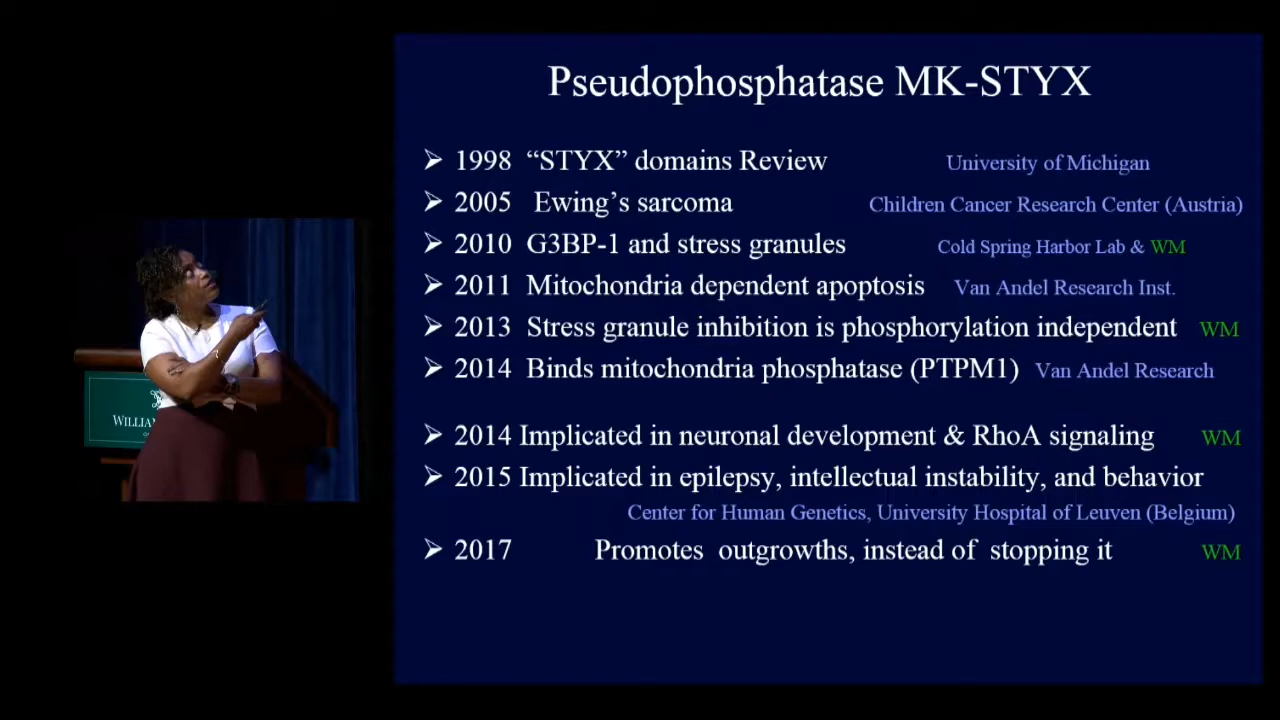 Pseudophosphatase MK-STYX
➢ 1998 “STYX” domains Review University of Michigan
➢ 2005 Ewing’s sarcoma Children Cancer Research Center (Austria)
➢ 2010 G3BP-1 and stress granules Cold Spring Harbor Lab & WM
➢ 2011 Mitochondria dependent apoptosis Van Andel Research Inst.
➢ 2013 Stress granule inhibition is phosphorylation independent WM
➢ 2014 Binds mitochondria phosphatase (PTPM1) Van Andel Research
➢ 2014 Implicated in neuronal development & RhoA signaling WM
➢ 2015 Implicated in epilepsy, intellectual instability, and behavior
Center for Human Genetics, University Hospital of Leuven (Belgium)
➢ 2017 Promotes outgrowths, instead of stopping it WM